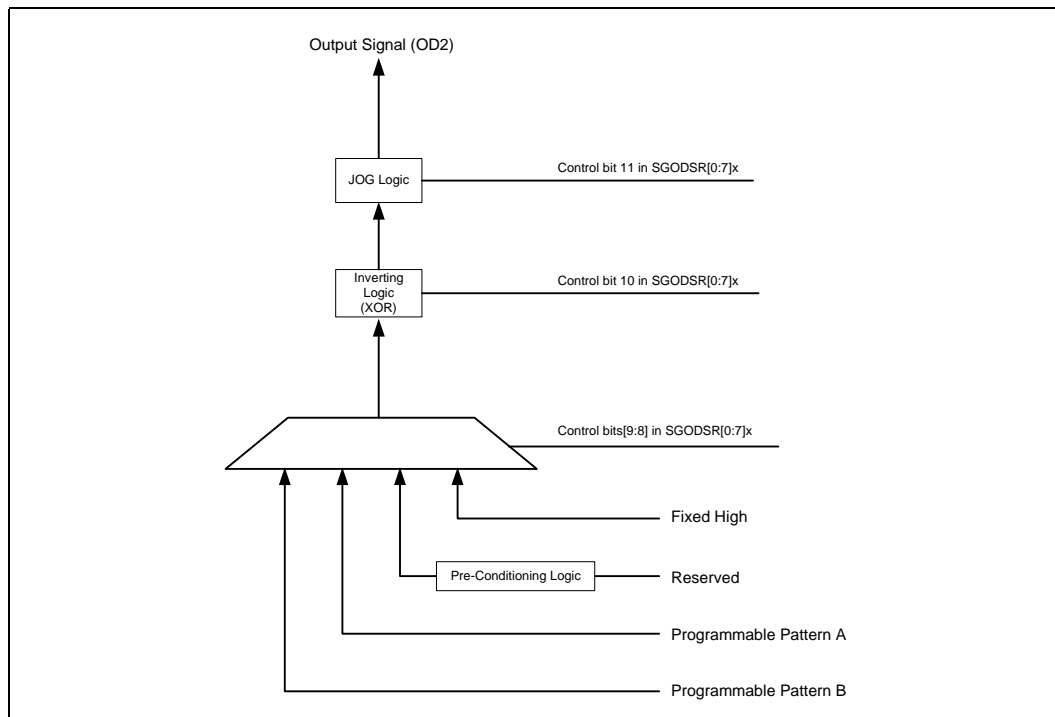 Output Signal (OD2)
JOG Logic
Control bit 11 in SGODSR[0:7]x
Inverting
Logic
(XOR)
Control bit 10 in SGODSR[0:7]x
Control bits[9:8] in SGODSR[0:7]x
Fixed High
Pre-Conditioning Logic
Reserved
Programmable Pattern A
Programmable Pattern B